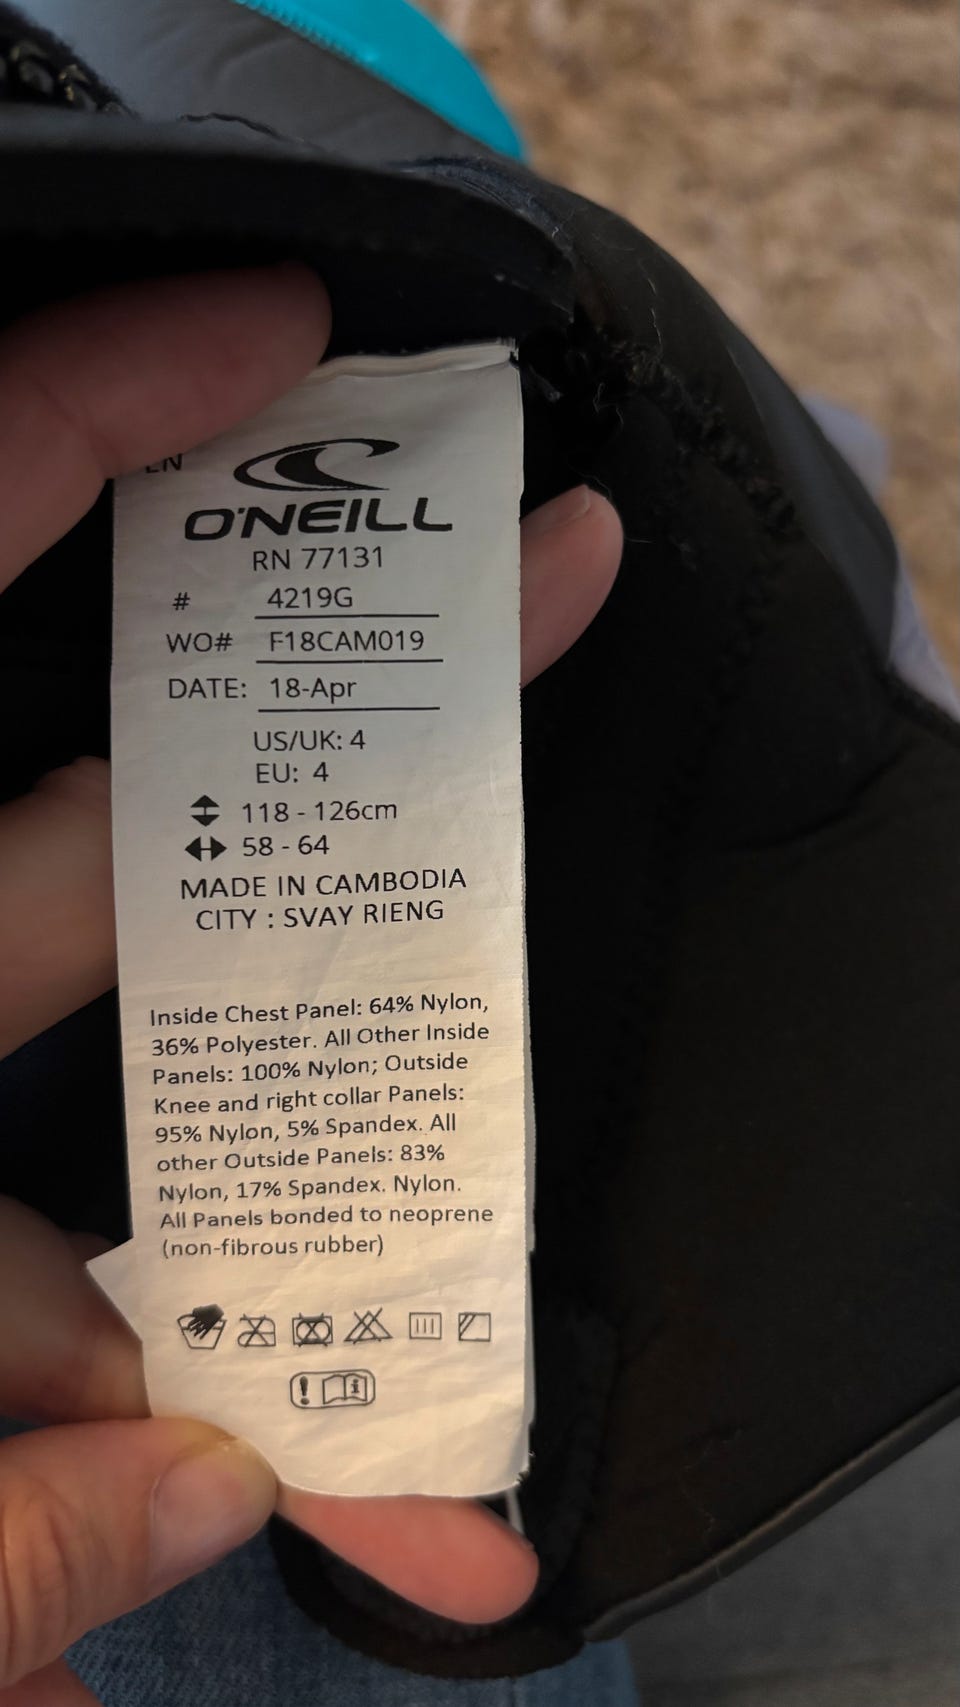 EN
O'NEILL
RN 77131
# 4219G
WO# F18CAM019
DATE: 18-Apr
US/UK: 4
EU: 4
118 - 126cm
58 - 64
MADE IN CAMBODIA
CITY : SVAY RIENG
Inside Chest Panel: 64% Nylon,
36% Polyester. All Other Inside
Panels: 100% Nylon; Outside
Knee and right collar Panels:
95% Nylon, 5% Spandex. All
other Outside Panels: 83%
Nylon, 17% Spandex. Nylon.
All Panels bonded to neoprene
(non-fibrous rubber)